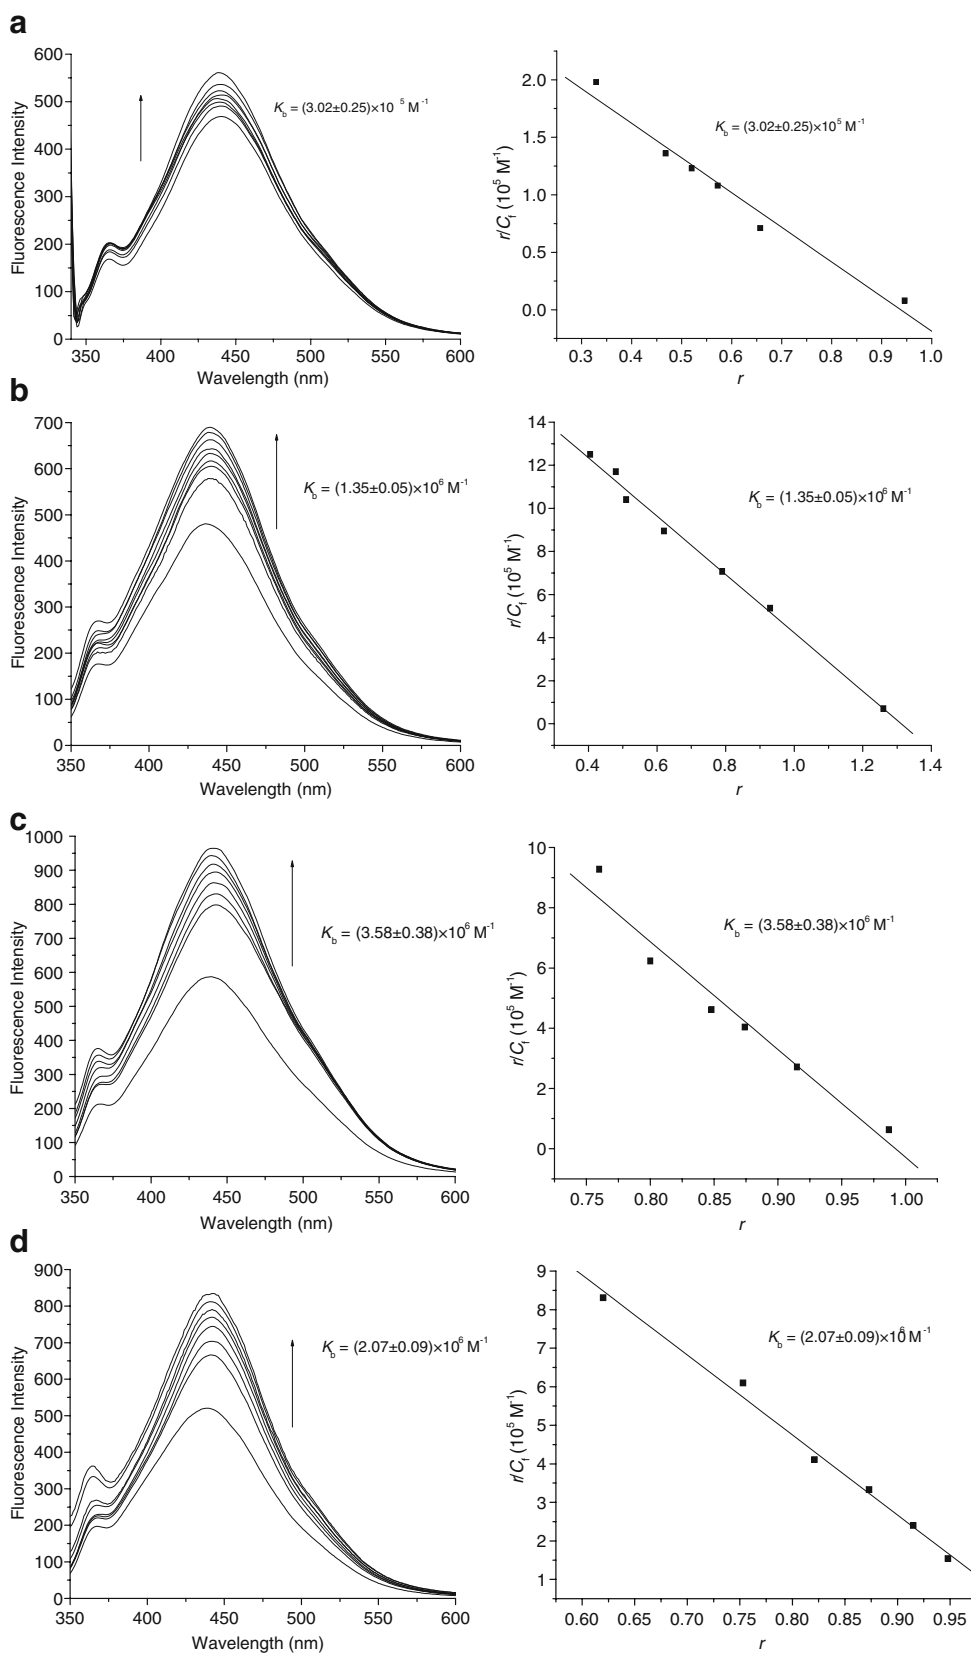 a
600
500
400
300
200
100
0
350 400 450 500 550 600
Fluorescence Intensity
Wavelength (nm)
K_b = (3.02±0.25)×10^5 M^-1
2.0
1.5
1.0
0.5
0.0
0.3 0.4 0.5 0.6 0.7 0.8 0.9 1.0
r/C_f (10^5 M^-1)
r
K_b = (3.02±0.25)×10^5 M^-1
b
700
600
500
400
300
200
100
0
350 400 450 500 550 600
Fluorescence Intensity
Wavelength (nm)
K_b = (1.35±0.05)×10^6 M^-1
14
12
10
8
6
4
2
0
0.4 0.6 0.8 1.0 1.2 1.4
r/C_f (10^5 M^-1)
r
K_b = (1.35±0.05)×10^6 M^-1
c
1000
900
800
700
600
500
400
300
200
100
0
350 400 450 500 550 600
Fluorescence Intensity
Wavelength (nm)
K_b = (3.58±0.38)×10^6 M^-1
10
8
6
4
2
0
0.75 0.80 0.85 0.90 0.95 1.00
r/C_f (10^5 M^-1)
r
K_b = (3.58±0.38)×10^6 M^-1
d
900
800
700
600
500
400
300
200
100
0
350 400 450 500 550 600
Fluorescence Intensity
Wavelength (nm)
K_b = (2.07±0.09)×10^6 M^-1
9
8
7
6
5
4
3
2
1
0.60 0.65 0.70 0.75 0.80 0.85 0.90 0.95
r/C_f (10^5 M^-1)
r
K_b = (2.07±0.09)×10^6 M^-1